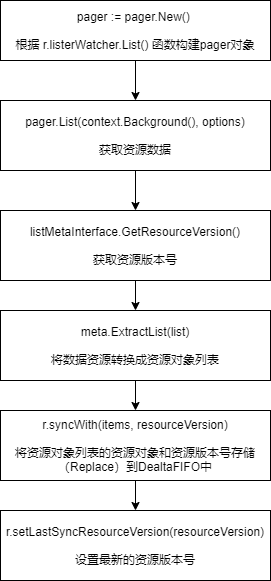 pager := pager.New()
根据 r.listerWatcher.List() 函数构建pager对象
pager.List(context.Background(), options)
获取资源数据
listMetaInterface.GetResourceVersion()
获取资源版本号
meta.ExtractList(list)
将数据资源转换成资源对象列表
r.syncWith(items, resourceVersion)
将资源对象列表的资源对象和资源版本号存储
（Replace）到DealtaFIFO中
r.setLastSyncResourceVersion(resourceVersion)
设置最新的资源版本号